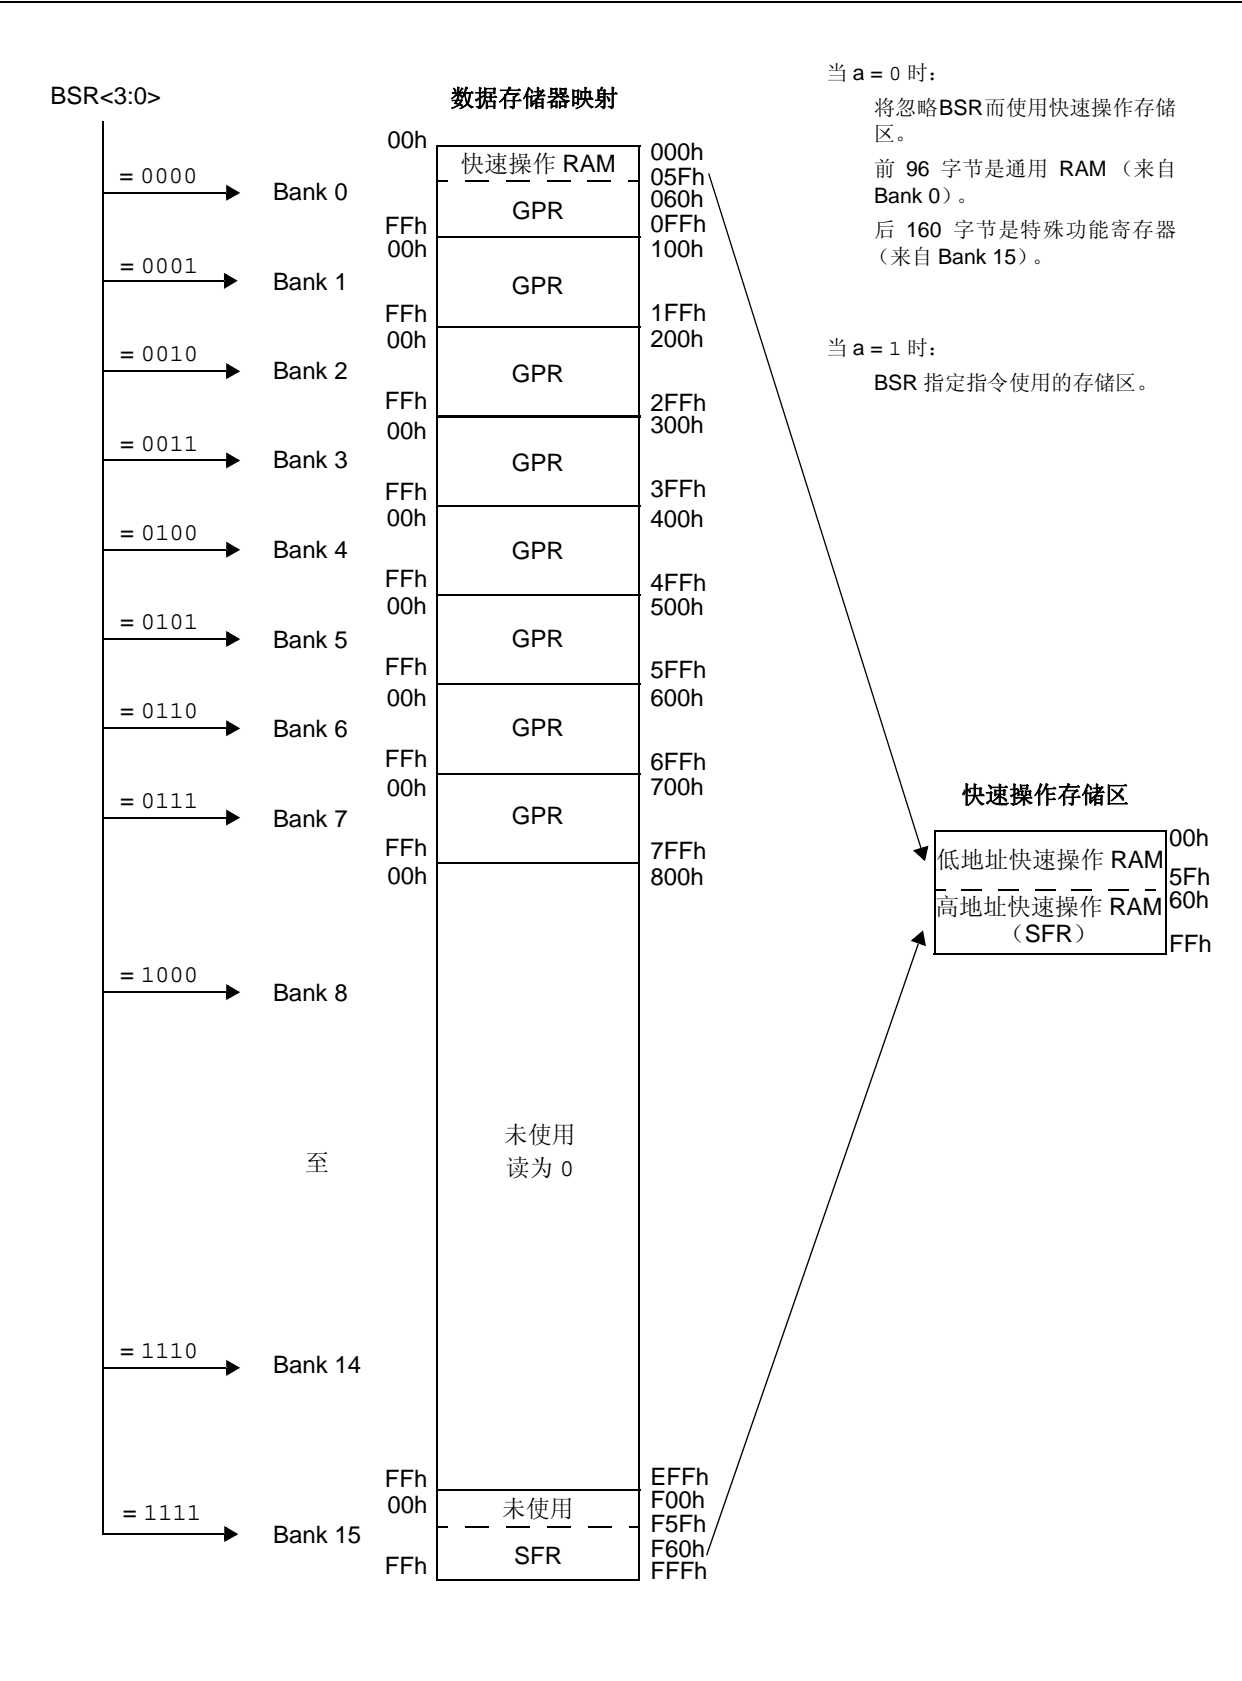 BSR<3:0>
数据存储器映射
当 a = 0 时：
将忽略BSR而使用快速操作存储
区。
前 96 字节是通用 RAM （来自
Bank 0）。
后 160 字节是特殊功能寄存器
（来自 Bank 15）。
当 a = 1 时：
BSR 指定指令使用的存储区。
= 0000
Bank 0
00h
FFh
快速操作 RAM
GPR
000h
05Fh
060h
0FFh
= 0001
Bank 1
00h
FFh
GPR
100h
1FFh
= 0010
Bank 2
00h
FFh
GPR
200h
2FFh
= 0011
Bank 3
00h
FFh
GPR
300h
3FFh
= 0100
Bank 4
00h
FFh
GPR
400h
4FFh
= 0101
Bank 5
00h
FFh
GPR
500h
5FFh
= 0110
Bank 6
00h
FFh
GPR
600h
6FFh
= 0111
Bank 7
00h
FFh
GPR
700h
7FFh
= 1000
Bank 8
00h
800h
至
未使用
读为 0
= 1110
Bank 14
FFh
EFFh
= 1111
Bank 15
00h
FFh
未使用
SFR
F00h
F5Fh
F60h
FFFh
快速操作存储区
低地址快速操作 RAM
高地址快速操作 RAM
（SFR）
00h
5Fh
60h
FFh